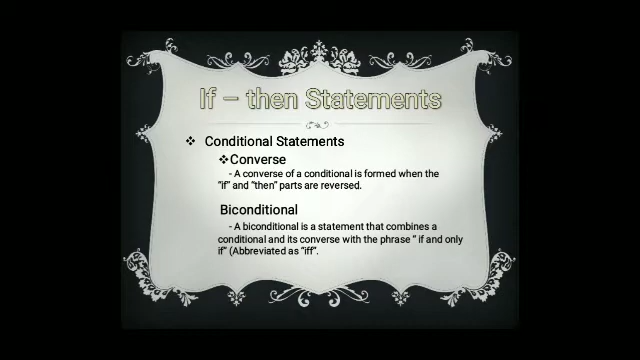 If – then Statements
❖ Conditional Statements
❖Converse
- A converse of a conditional is formed when the
"if" and "then" parts are reversed.
Biconditional
- A biconditional is a statement that combines a
conditional and its converse with the phrase " if and only
if" (Abbreviated as "iff".